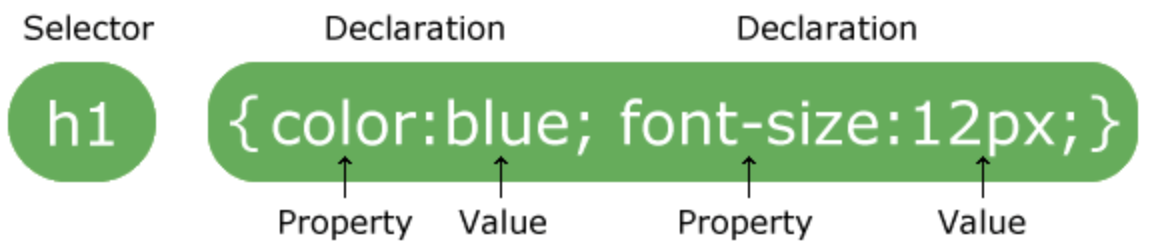 Selector Declaration Declaration
h1 {color:blue; font-size:12px;}
Property Value Property Value